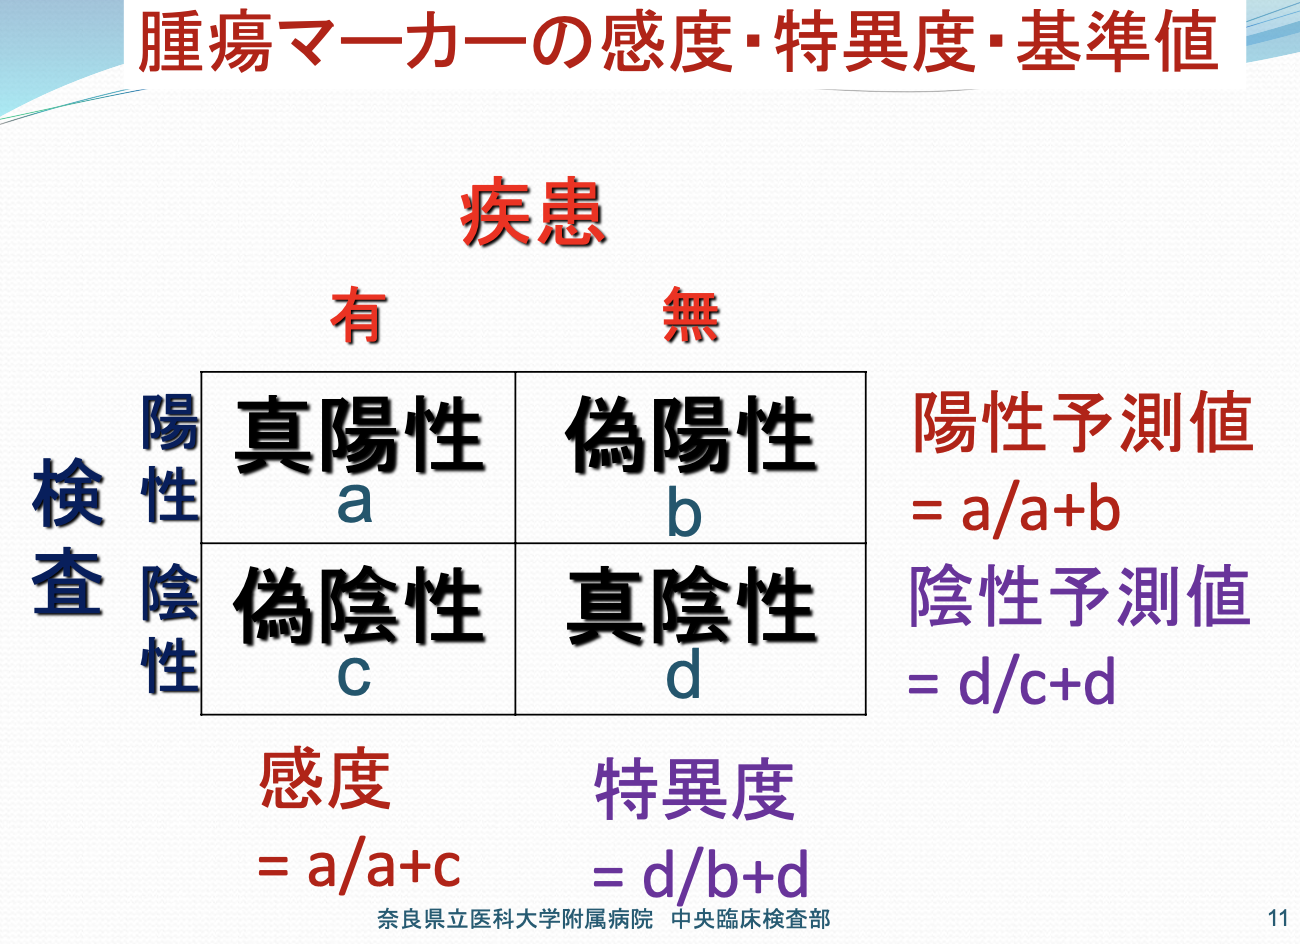 腫瘍マーカーの感度・特異度・基準値
疾患
有 無
検査
陽性
真陽性 偽陽性
a b
陰性
偽陰性 真陰性
c d
陽性予測値
= a/a+b
陰性予測値
= d/c+d
感度
= a/a+c
特異度
= d/b+d
奈良県立医科大学附属病院 中央臨床検査部
11